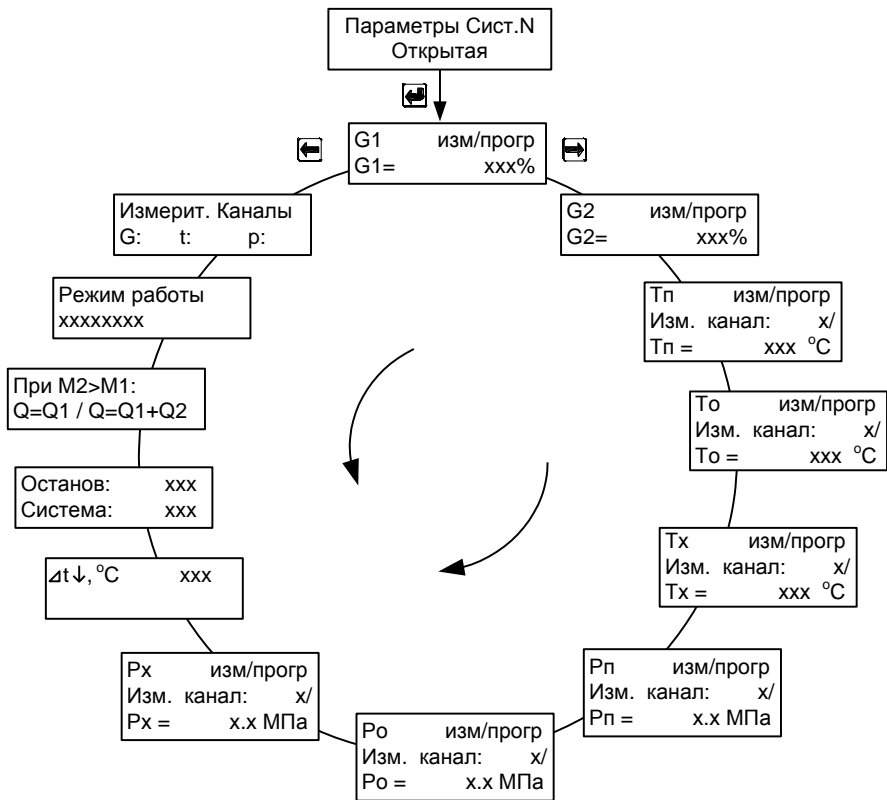 Параметры Сист.N
Открытая
G1 изм/прогр
G1= xxx%
G2 изм/прогр
G2= xxx%
Тп изм/прогр
Изм. канал: x/
Тп = xxx °C
То изм/прогр
Изм. канал: x/
То = xxx °C
Тх изм/прогр
Изм. канал: x/
Тх = xxx °C
Рп изм/прогр
Изм. канал: x/
Рп = x.x МПа
Ро изм/прогр
Изм. канал: x/
Ро = x.x МПа
Рх изм/прогр
Изм. канал: x/
Рх = x.x МПа
⊿t↓, °C xxx
Останов: xxx
Система: xxx
При М2>М1:
Q=Q1 / Q=Q1+Q2
Режим работы
xxxxxxxx
Измерит. Каналы
G: t: p: